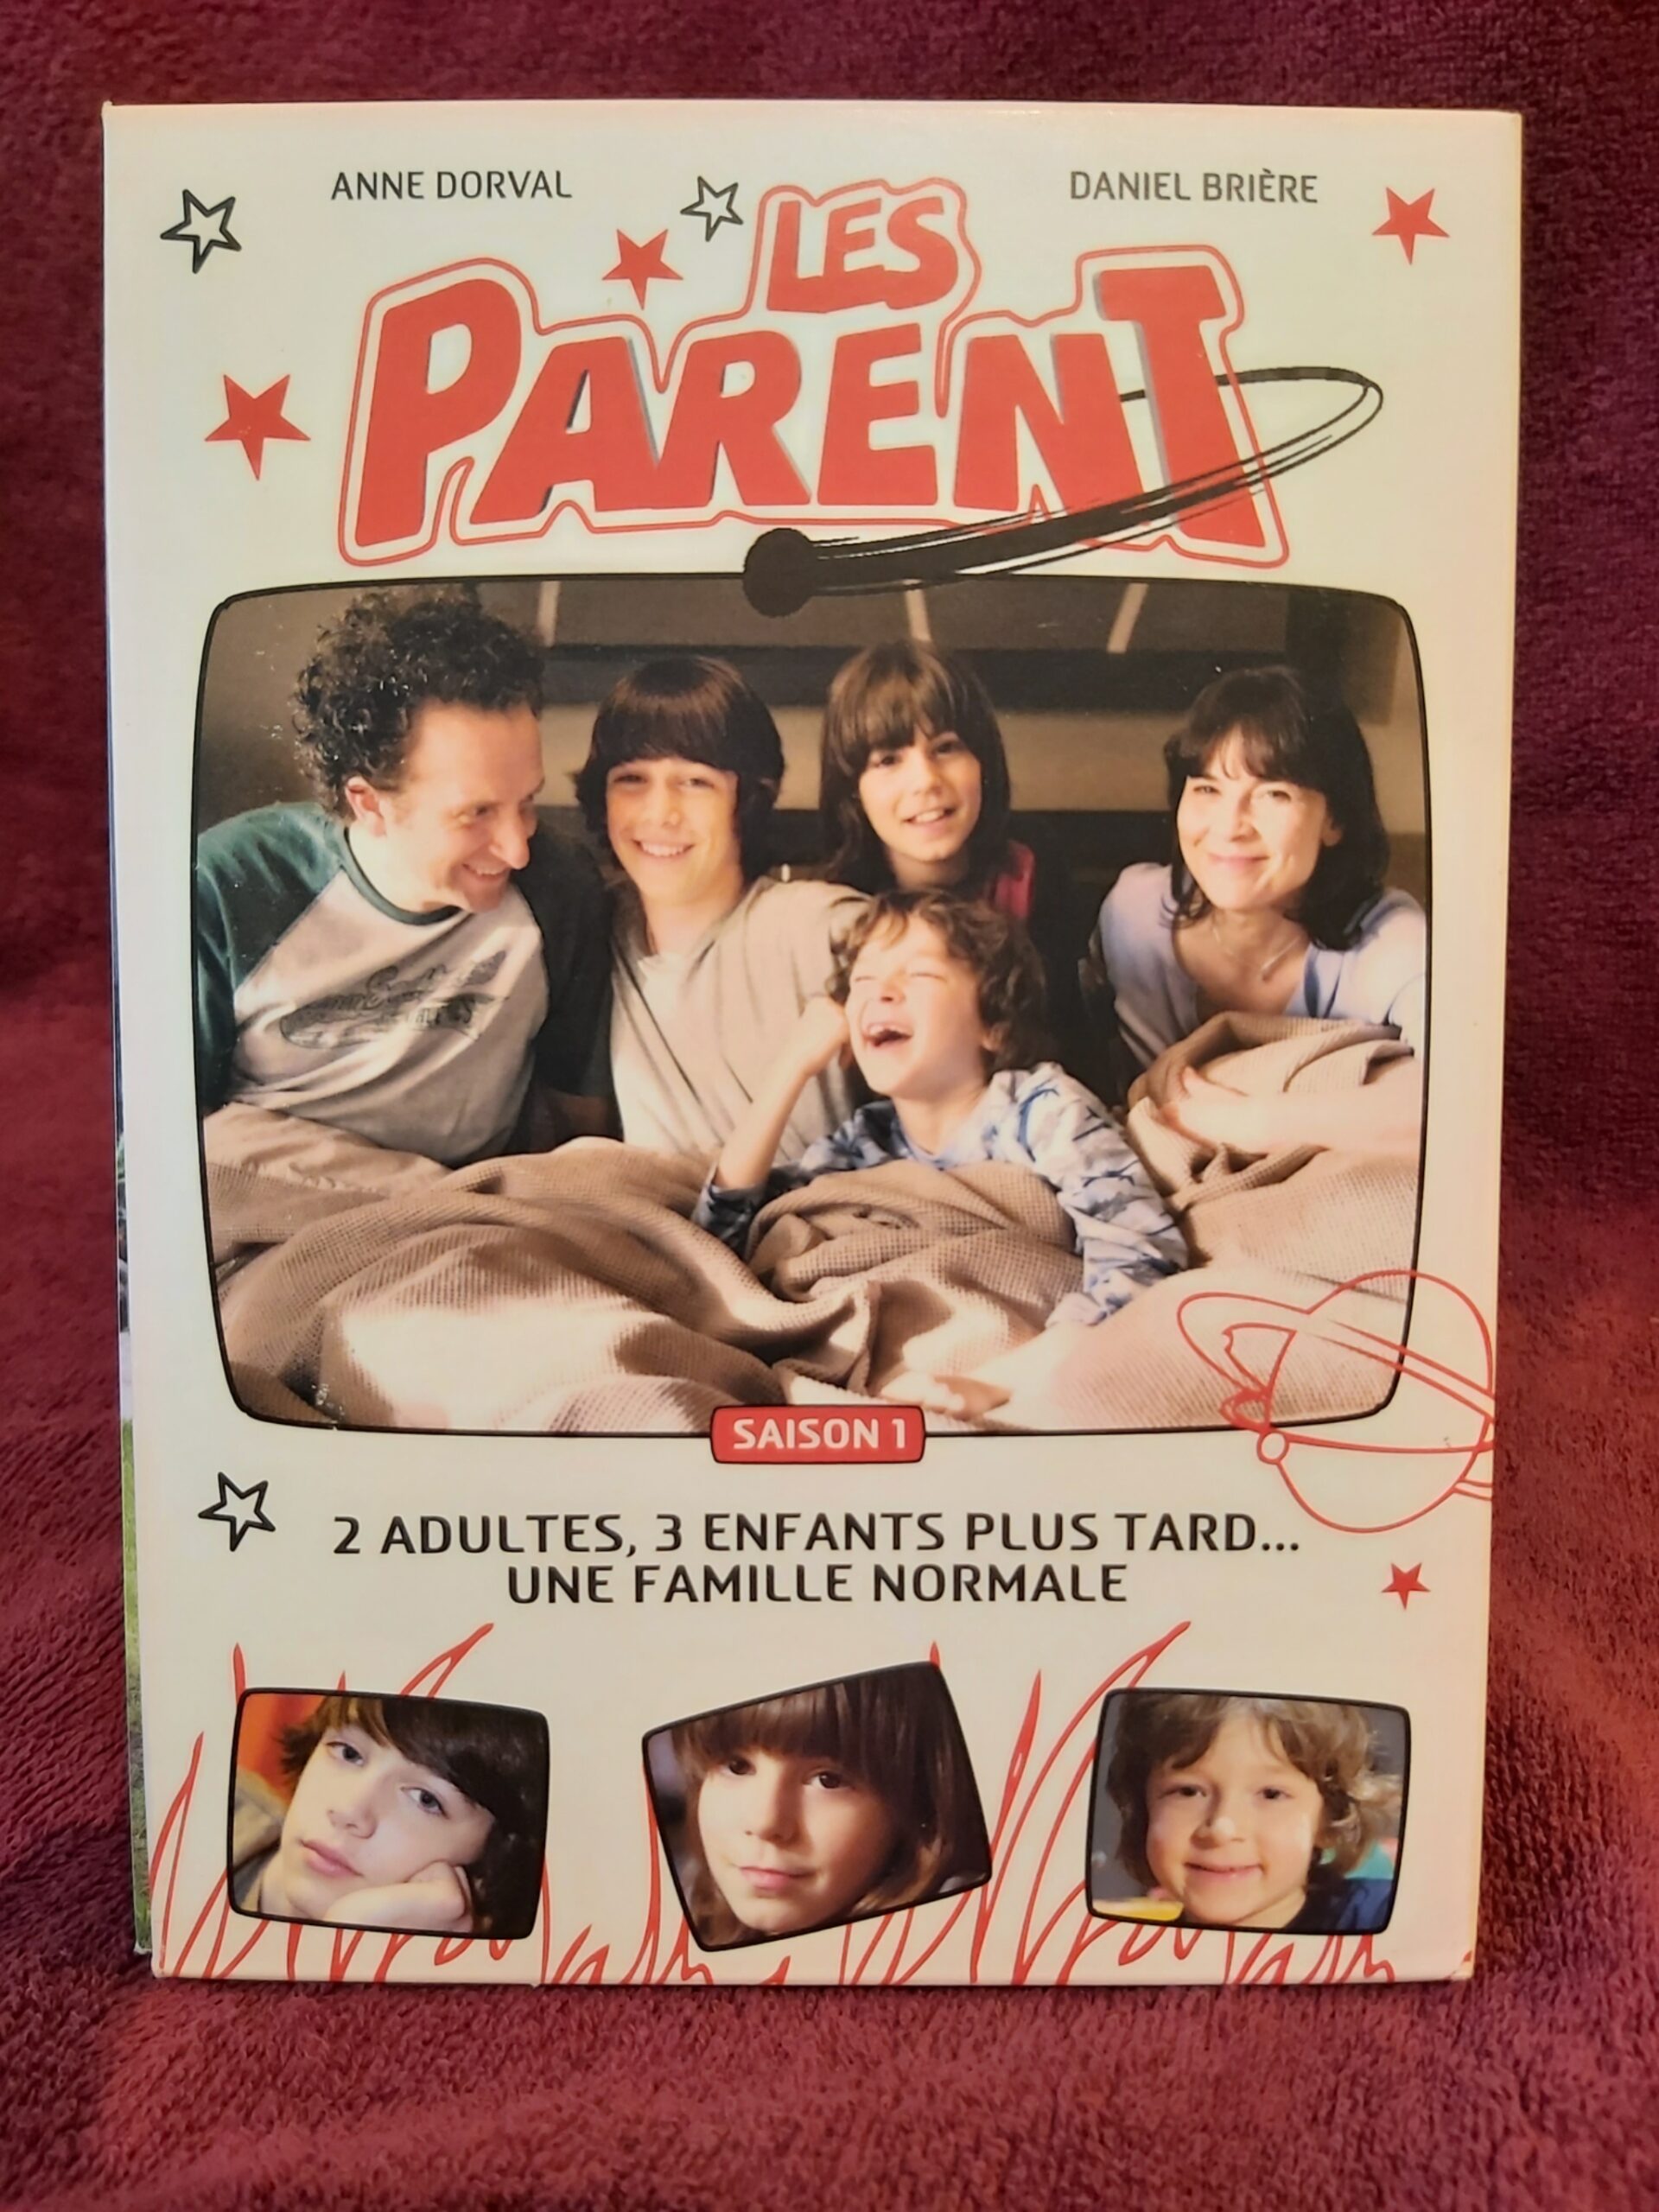 ANNE DORVAL
DANIEL BRIÈRE
LES
PARENT
SAISON 1
2 ADULTES, 3 ENFANTS PLUS TARD...
UNE FAMILLE NORMALE